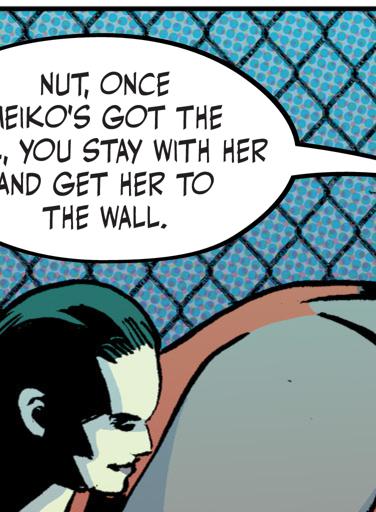 NUT, ONCE
MEIKO'S GOT THE
YOU STAY WITH HER
AND GET HER TO
THE WALL.